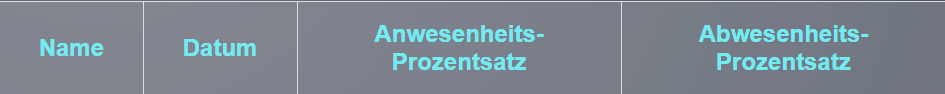 Name
Datum
Anwesenheits-
Prozentsatz
Abwesenheits-
Prozentsatz